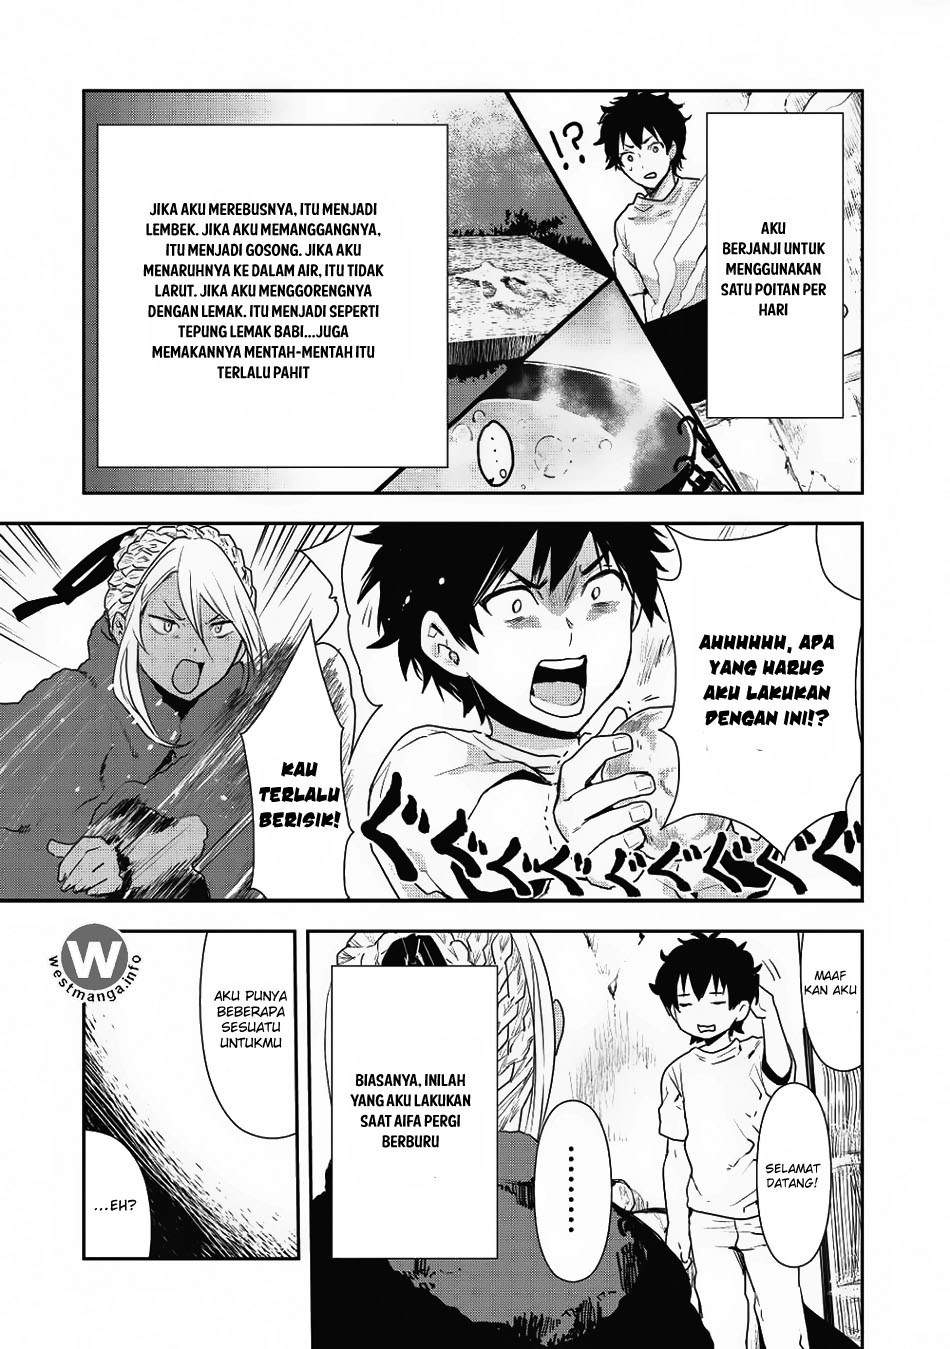 !?
AKU
BERJANJI UNTUK
MENGGUNAKAN
SATU POITAN PER
HARI
JIKA AKU MEREBUSNYA, ITU MENJADI
LEMBEK. JIKA AKU MEMANGGANGNYA,
ITU MENJADI GOSONG. JIKA AKU
MENARUHNYA KE DALAM AIR, ITU TIDAK
LARUT. JIKA AKU MENGGORENGNYA
DENGAN LEMAK. ITU MENJADI SEPERTI
TEPUNG LEMAK BABI...JUGA
MEMAKANNYA MENTAH-MENTAH ITU
TERLALU PAHIT
...
AHHHHHH, APA
YANG HARUS
AKU LAKUKAN
DENGAN INI!?
ぐぐぐぐぐぐぐぐ
KAU
TERLALU
BERISIK!
MAAF
KAN AKU
SELAMAT
DATANG!
.........
BIASANYA, INILAH
YANG AKU LAKUKAN
SAAT AIFA PERGI
BERBURU
AKU PUNYA
BEBERAPA
SESUATU
UNTUKMU
...EH?
W
westmanga.info